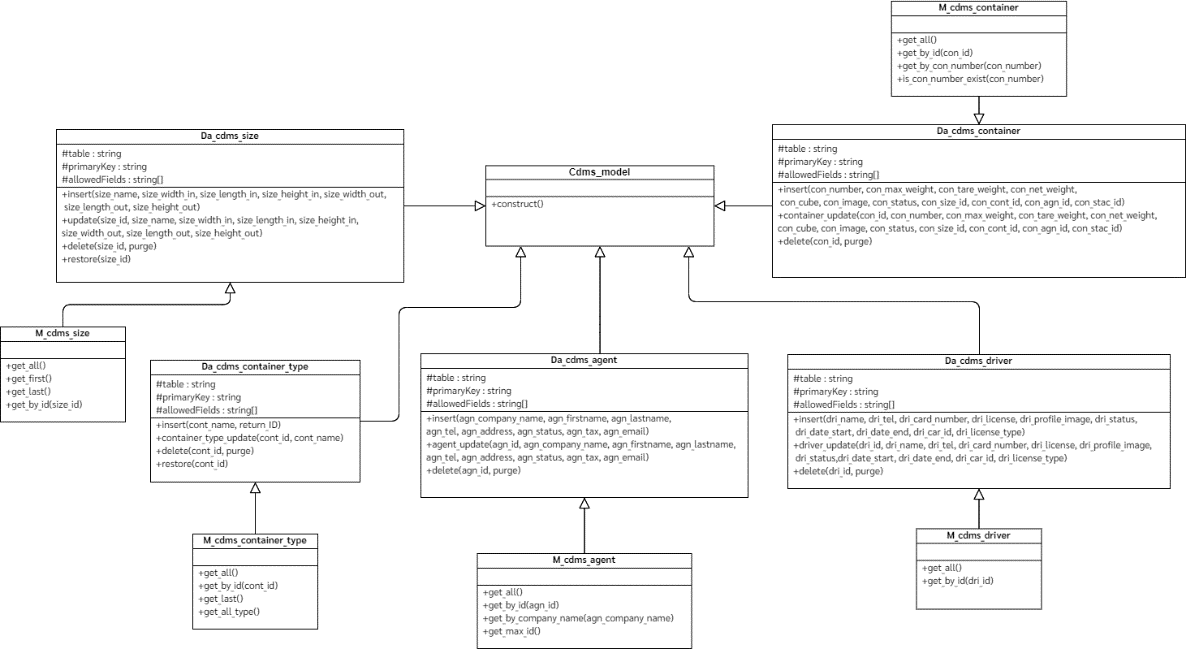 M_cdms_container
+get_all()
+get_by_id(con_id)
+get_by_con_number(con_number)
+is_con_number_exist(con_number)
Da_cdms_size
#table : string
#primaryKey : string
#allowedFields : string[]
+insert(size_name, size_width_in, size_length_in, size_height_in, size_width_out,
size_length_out, size_height_out)
+update(size_id, size_name, size_width_in, size_length_in, size_height_in,
size_width_out, size_length_out, size_height_out)
+delete(size_id, purge)
+restore(size_id)
Cdms_model
+construct()
Da_cdms_container
#table : string
#primaryKey : string
#allowedFields : string[]
+insert(con_number, con_max_weight, con_tare_weight, con_net_weight,
con_cube, con_image, con_status, con_size_id, con_cont_id, con_agn_id, con_stac_id)
+container_update(con_id, con_number, con_max_weight, con_tare_weight, con_net_weight,
con_cube, con_image, con_status, con_size_id, con_cont_id, con_agn_id, con_stac_id)
+delete(con_id, purge)
M_cdms_size
+get_all()
+get_first()
+get_last()
+get_by_id(size_id)
Da_cdms_container_type
#table : string
#primaryKey : string
#allowedFields : string[]
+insert(cont_name, return_ID)
+container_type_update(cont_id, cont_name)
+delete(cont_id, purge)
+restore(cont_id)
Da_cdms_agent
#table : string
#primaryKey : string
#allowedFields : string[]
+insert(agn_company_name, agn_firstname, agn_lastname,
agn_tel, agn_address, agn_status, agn_tax, agn_email)
+agent_update(agn_id, agn_company_name, agn_firstname, agn_lastname,
agn_tel, agn_address, agn_status, agn_tax, agn_email)
+delete(agn_id, purge)
Da_cdms_driver
#table : string
#primaryKey : string
#allowedFields : string[]
+insert(dri_name, dri_tel, dri_card_number, dri_license, dri_profile_image, dri_status,
dri_date_start, dri_date_end, dri_car_id, dri_license_type)
+driver_update(dri_id, dri_name, dri_tel, dri_card_number, dri_license, dri_profile_image,
dri_status,dri_date_start, dri_date_end, dri_car_id, dri_license_type)
+delete(dri_id, purge)
M_cdms_container_type
+get_all()
+get_by_id(cont_id)
+get_last()
+get_all_type()
M_cdms_agent
+get_all()
+get_by_id(agn_id)
+get_by_company_name(agn_company_name)
+get_max_id()
M_cdms_driver
+get_all()
+get_by_id(dri_id)